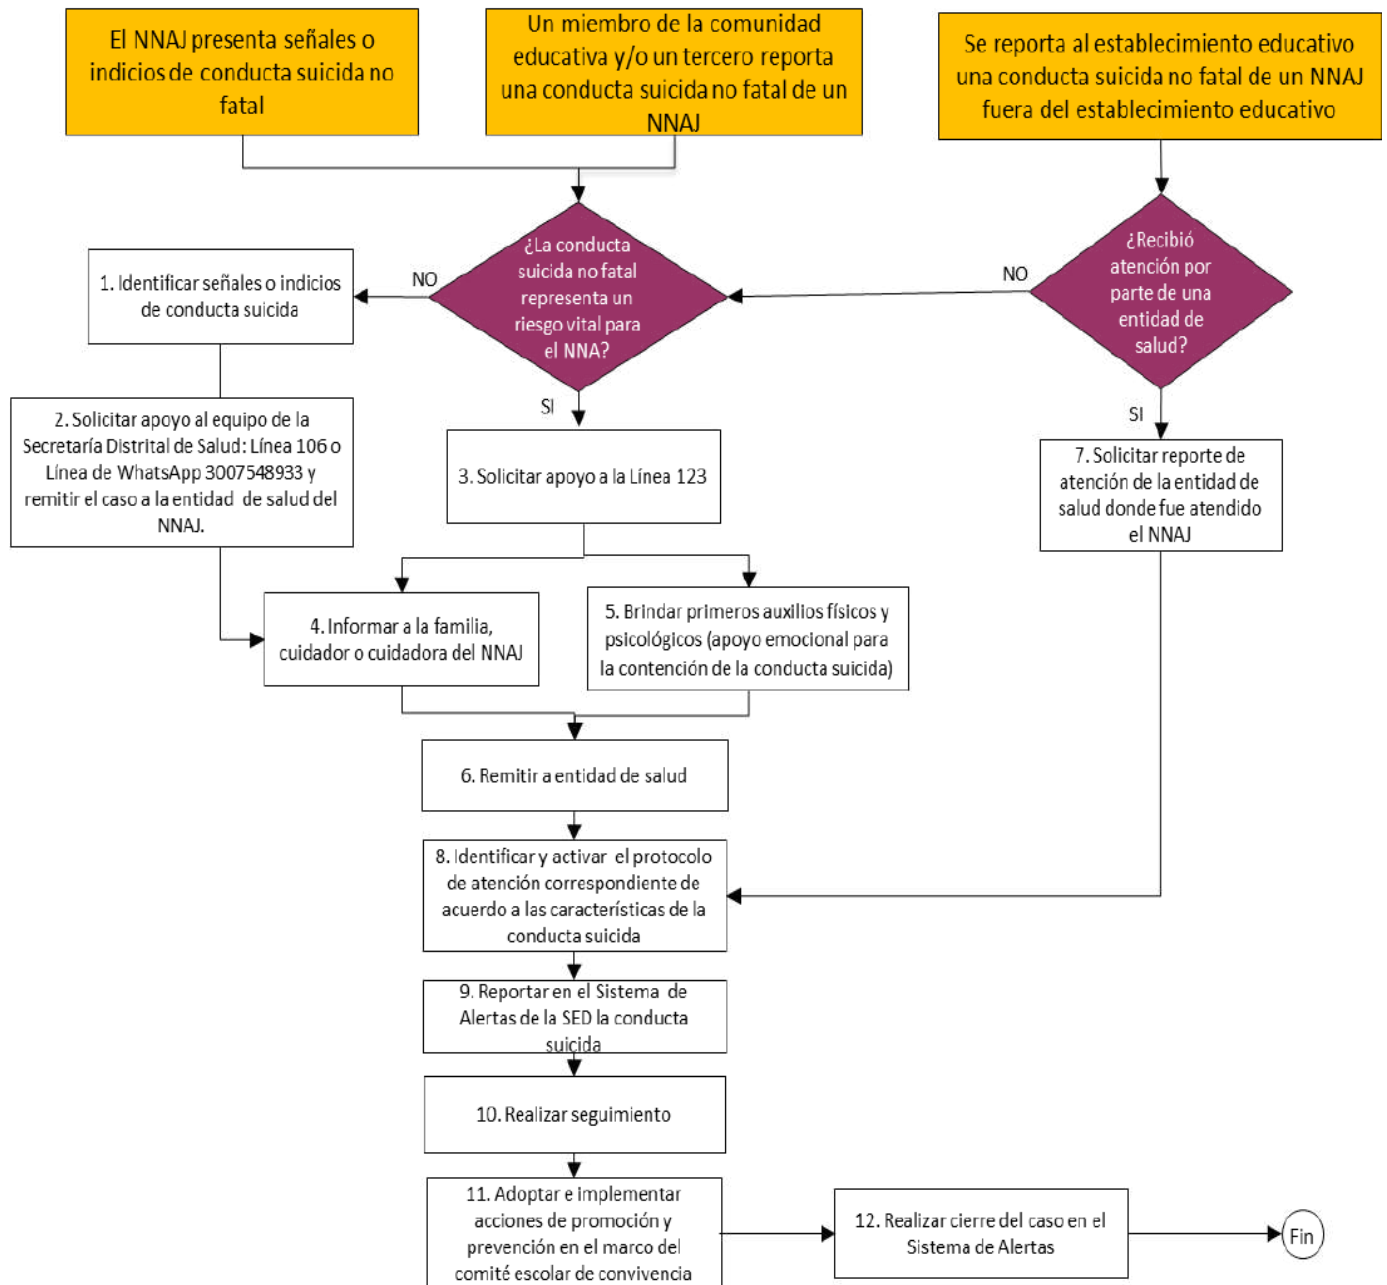 El NNAJ presenta señales o
indicios de conducta suicida no
fatal
Un miembro de la comunidad
educativa y/o un tercero reporta
una conducta suicida no fatal de un
NNAJ
Se reporta al establecimiento educativo
una conducta suicida no fatal de un NNAJ
fuera del establecimiento educativo
¿La conducta
suicida no fatal
representa un
riesgo vital para
el NNA?
¿Recibió
atención por
parte de una
entidad de
salud?
NO
NO
1. Identificar señales o indicios
de conducta suicida
SI
SI
2. Solicitar apoyo al equipo de la
Secretaría Distrital de Salud: Línea 106 o
Línea de WhatsApp 3007548933 y
remitir el caso a la entidad de salud del
NNAJ.
3. Solicitar apoyo a la Línea 123
7. Solicitar reporte de
atención de la entidad de
salud donde fue atendido
el NNAJ
4. Informar a la familia,
cuidador o cuidadora del NNAJ
5. Brindar primeros auxilios físicos y
psicológicos (apoyo emocional para
la contención de la conducta suicida)
6. Remitir a entidad de salud
8. Identificar y activar el protocolo
de atención correspondiente de
acuerdo a las características de la
conducta suicida
9. Reportar en el Sistema de
Alertas de la SED la conducta
suicida
10. Realizar seguimiento
11. Adoptar e implementar
acciones de promoción y
prevención en el marco del
comité escolar de convivencia
12. Realizar cierre del caso en el
Sistema de Alertas
Fin